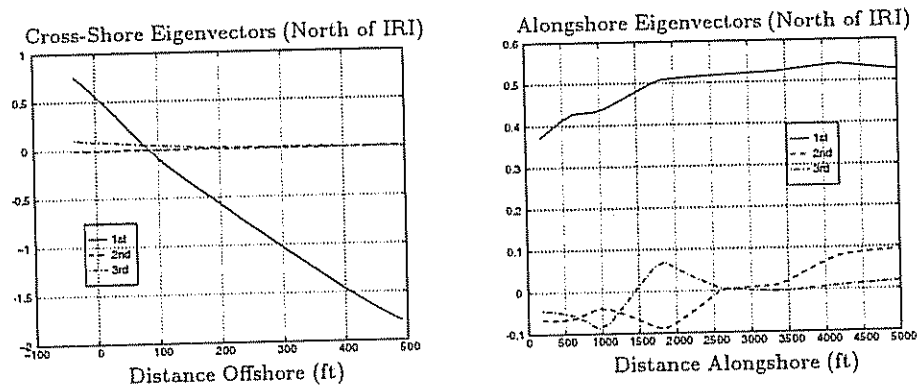 Cross-Shore Eigenvectors (North of IRI)
1
0.5
0
-0.5
-1
-1.5
-2
-100 0 100 200 300 400 500
1st
2nd
3rd
Distance Offshore (ft)
Alongshore Eigenvectors (North of IRI)
0.6
0.5
0.4
0.3
0.2
0.1
0
-0.1
0 500 1000 1500 2000 2500 3000 3500 4000 4500 5000
1st
2nd
3rd
Distance Alongshore (ft)